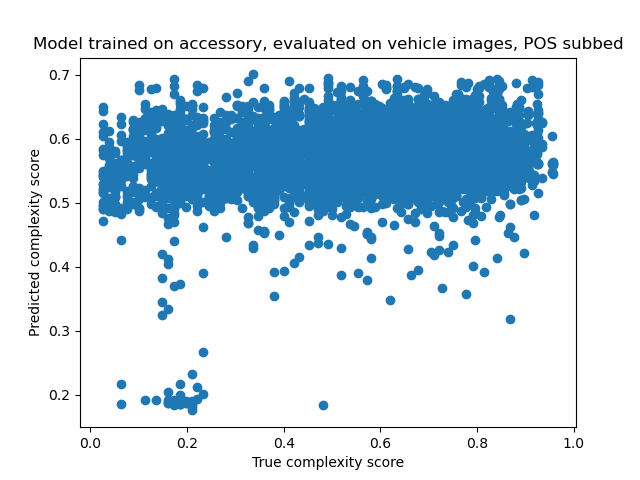 Model trained on accessory, evaluated on vehicle images, POS subbed
0.7
0.6
0.5
0.4
0.3
0.2
Predicted complexity score
0.0 0.2 0.4 0.6 0.8 1.0
True complexity score